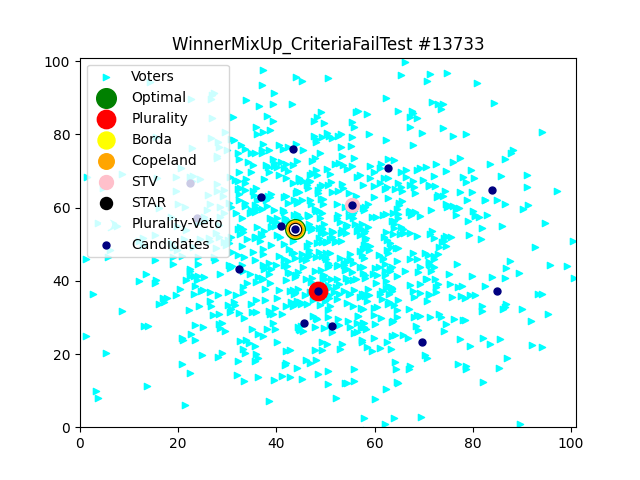 WinnerMixUp_CriteriaFailTest #13733
100
80
60
40
20
0
Voters
Optimal
Plurality
Borda
Copeland
STV
STAR
Plurality-Veto
Candidates
0 20 40 60 80 100